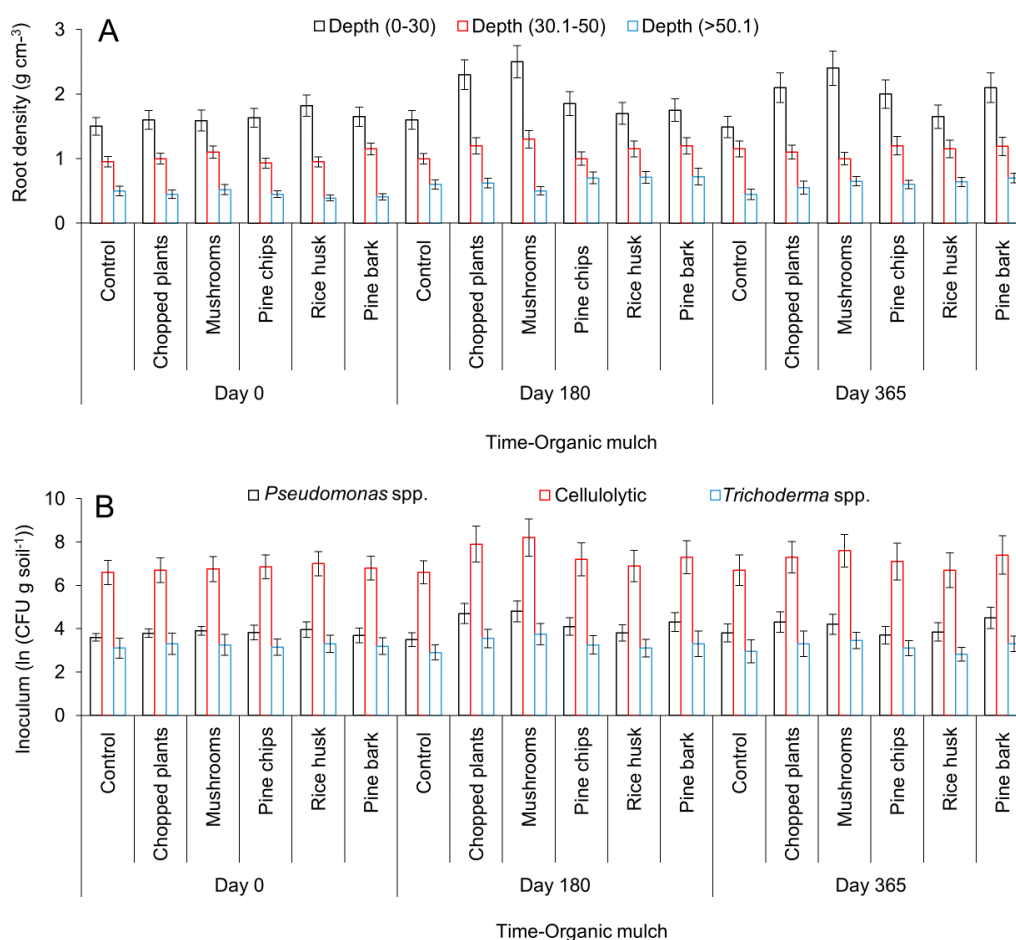 A
Depth (0-30) Depth (30.1-50) Depth (>50.1)
Root density (g cm-³)
3
2
1
0
Control Chopped plants Mushrooms Pine chips Rice husk Pine bark Control Chopped plants Mushrooms Pine chips Rice husk Pine bark Control Chopped plants Mushrooms Pine chips Rice husk Pine bark
Day 0 Day 180 Day 365
Time-Organic mulch
B
Pseudomonas spp. Cellulolytic Trichoderma spp.
Inoculum (ln (CFU g soil⁻¹))
10
8
6
4
2
0
Control Chopped plants Mushrooms Pine chips Rice husk Pine bark Control Chopped plants Mushrooms Pine chips Rice husk Pine bark Control Chopped plants Mushrooms Pine chips Rice husk Pine bark
Day 0 Day 180 Day 365
Time-Organic mulch